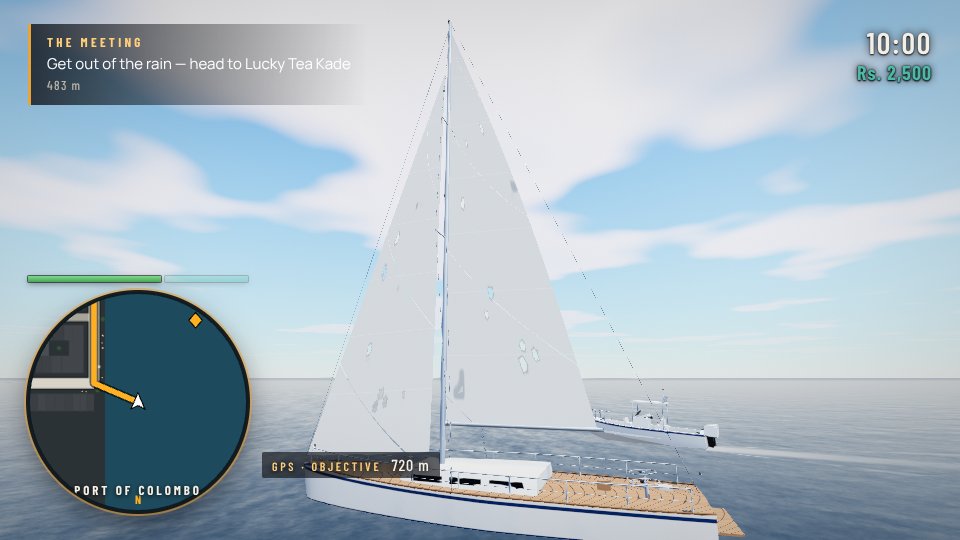 THE MEETING
Get out of the rain — head to Lucky Tea Kade
483 m
10:00
Rs. 2,500
GPS · OBJECTIVE 720 m
PORT OF COLOMBO
N